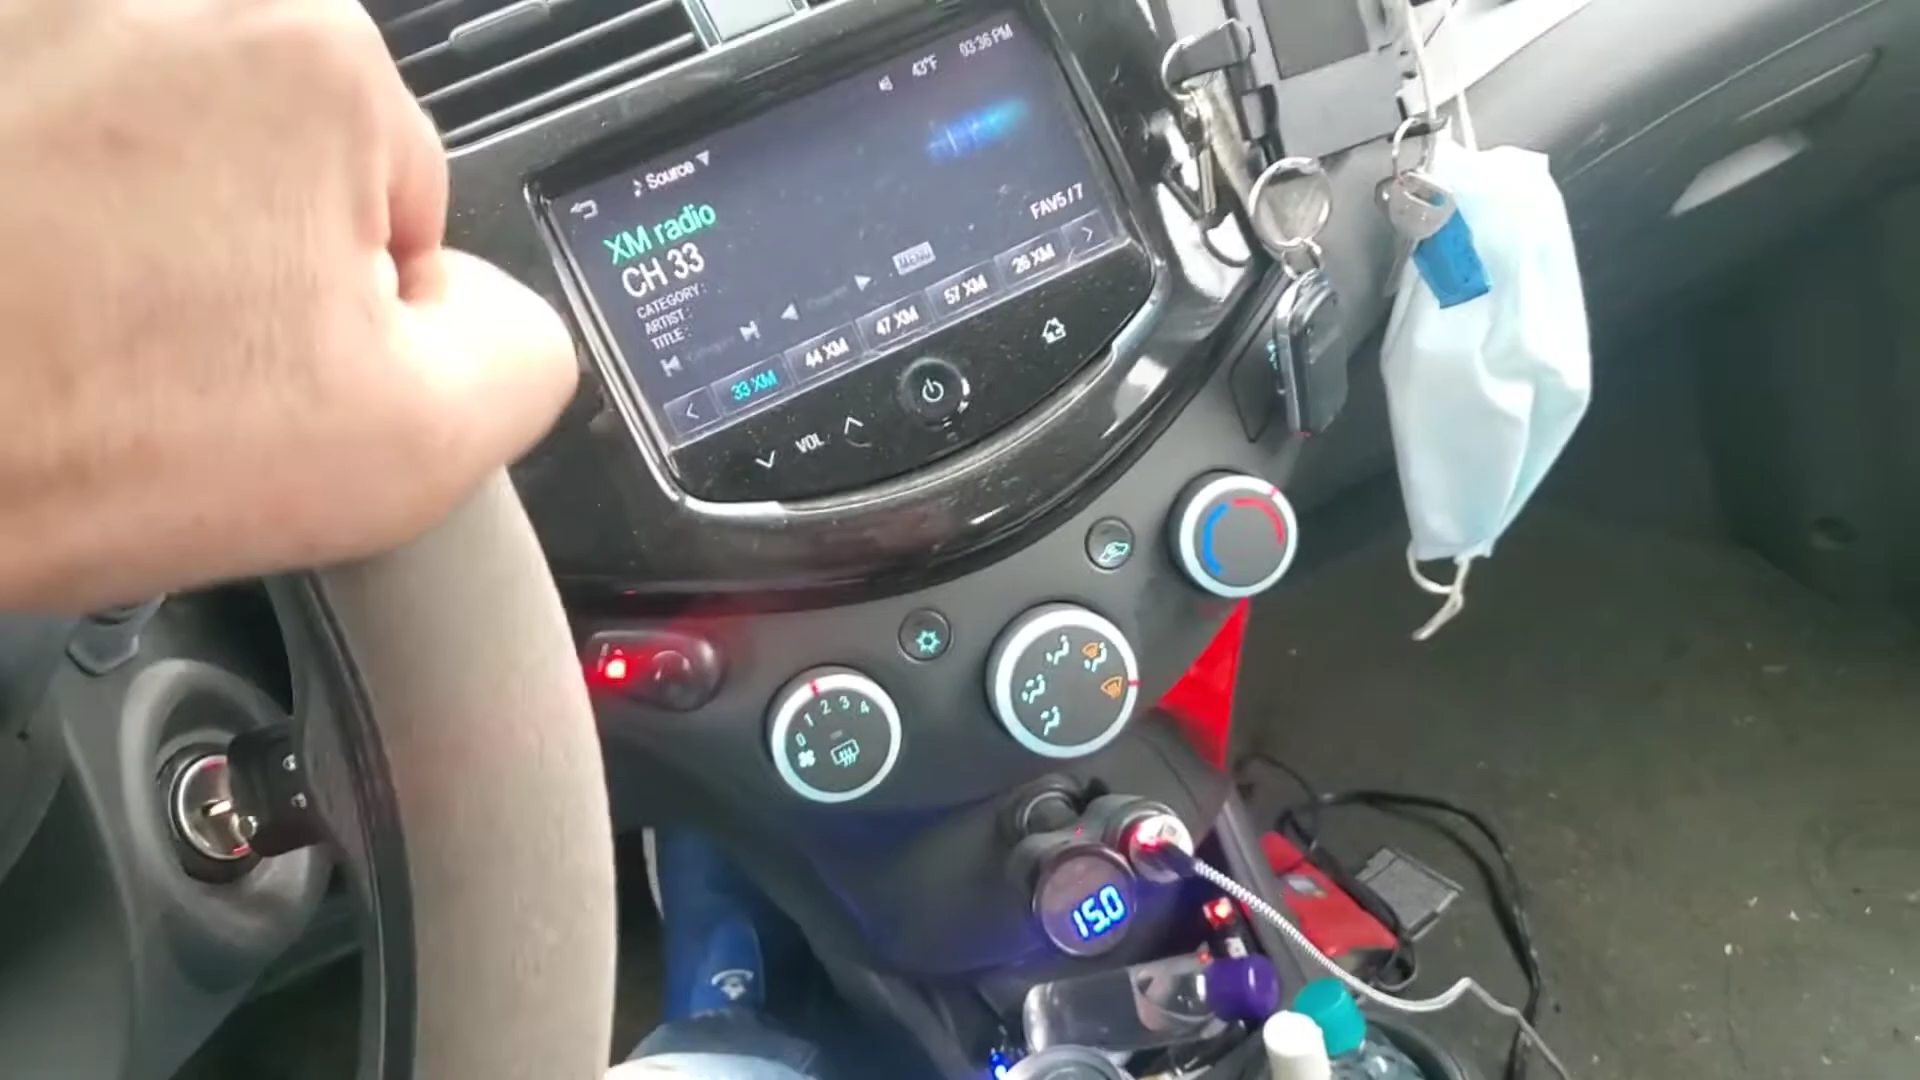 43°F 03:36 PM
Source
XM radio
CH 33
FAV5/7
CATEGORY:
ARTIST:
TITLE:
MENU
33 XM 44 XM 47 XM 57 XM 26 XM
VOL
0 1 2 3 4
15.0